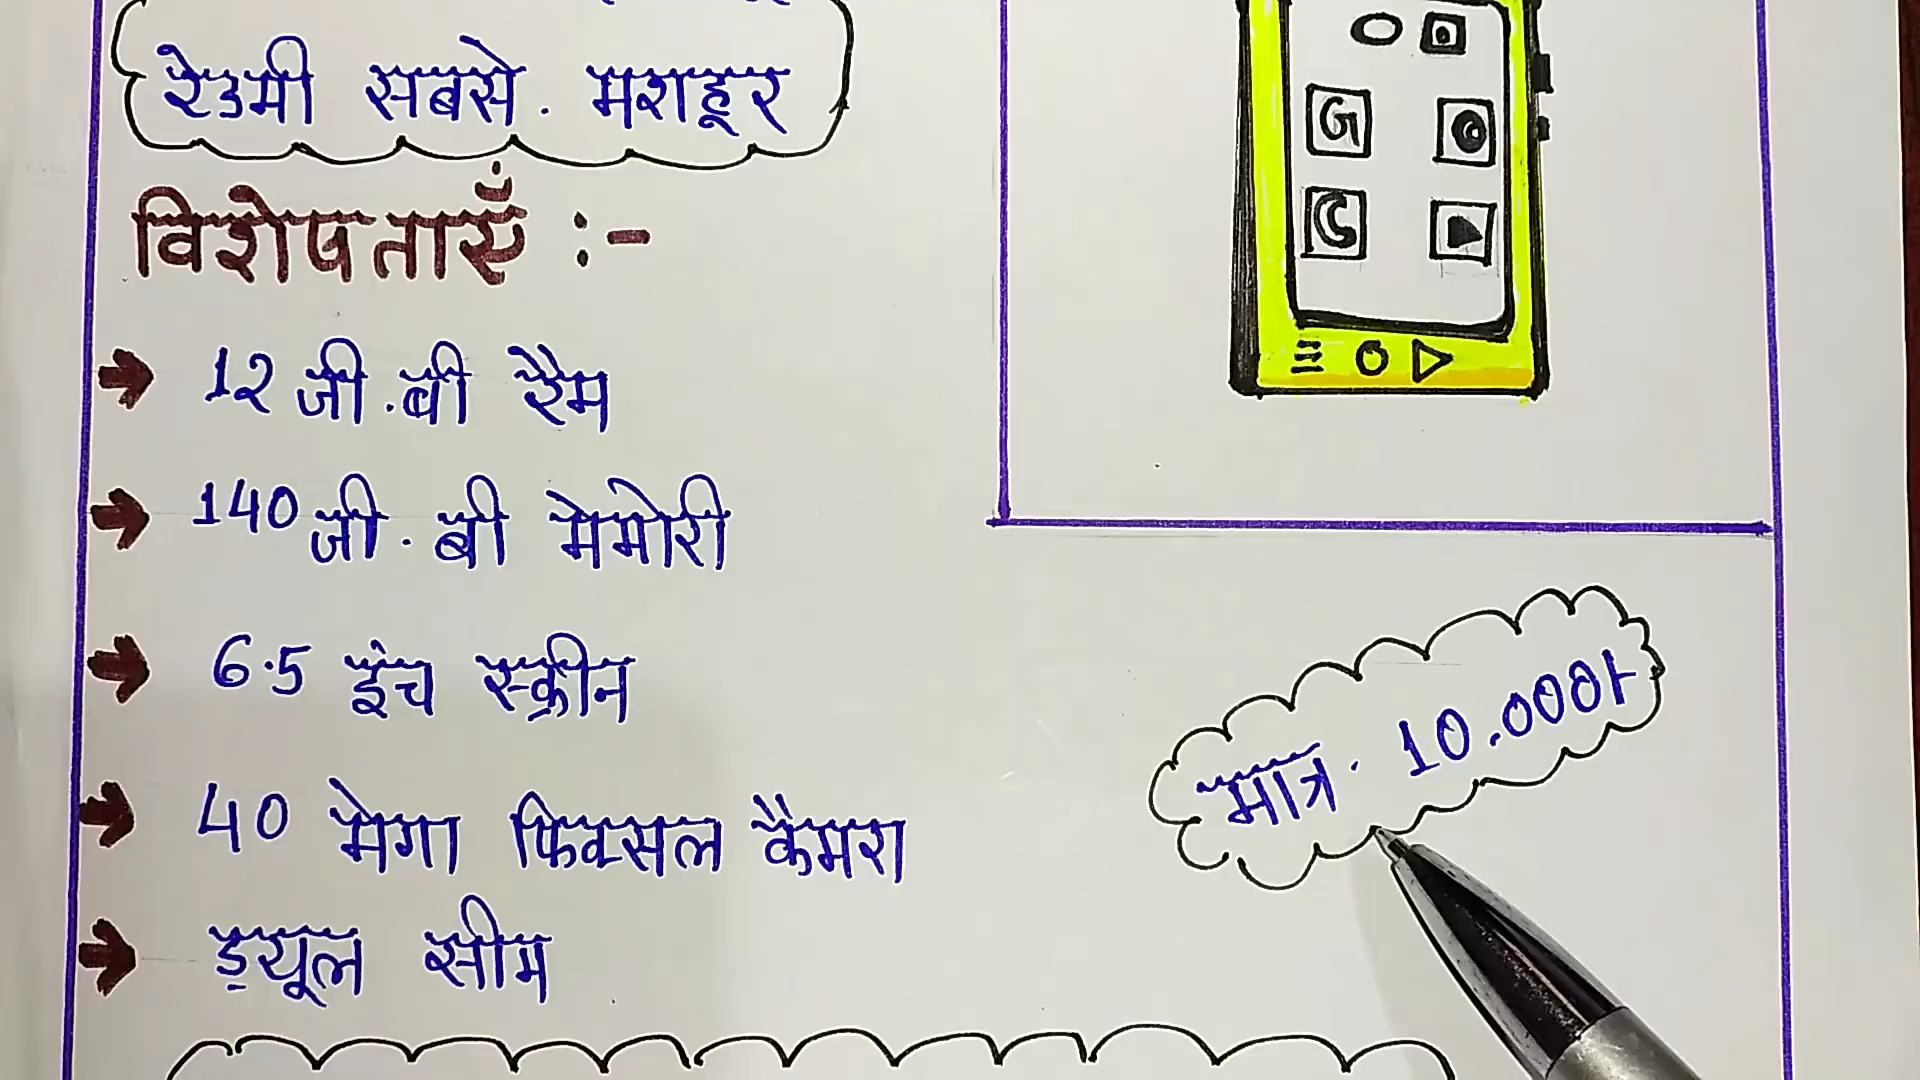 रेडमी सबसे. मशहूर
विशेषताएँ :-
12 जी.बी रैम
140 जी.बी मेमोरी
6.5 इंच स्क्रीन
40 मेगा फिक्सल कैमरा
ड्यूल सीम
मात्र. 10.000